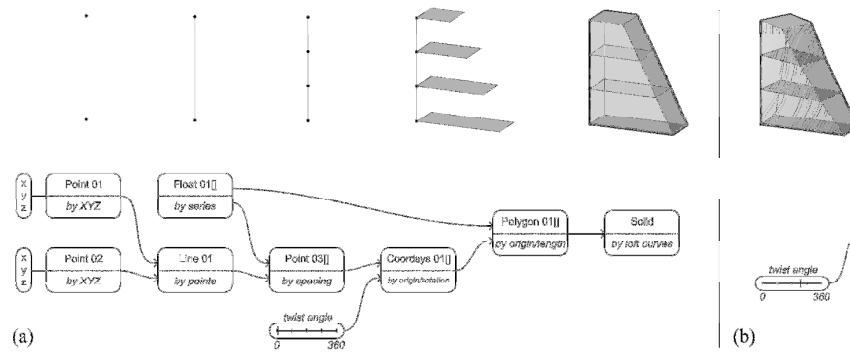 x
y
z
Point 01
by XYZ
Float 01[]
by series
Polygon 01[]
by origin/length
Solid
by loft curves
x
y
z
Point 02
by XYZ
Line 01
by points
Point 03[]
by spacing
Coordsys 01[]
by origin/rotation
twist angle
0 360
twist angle
0 360
(a)
(b)